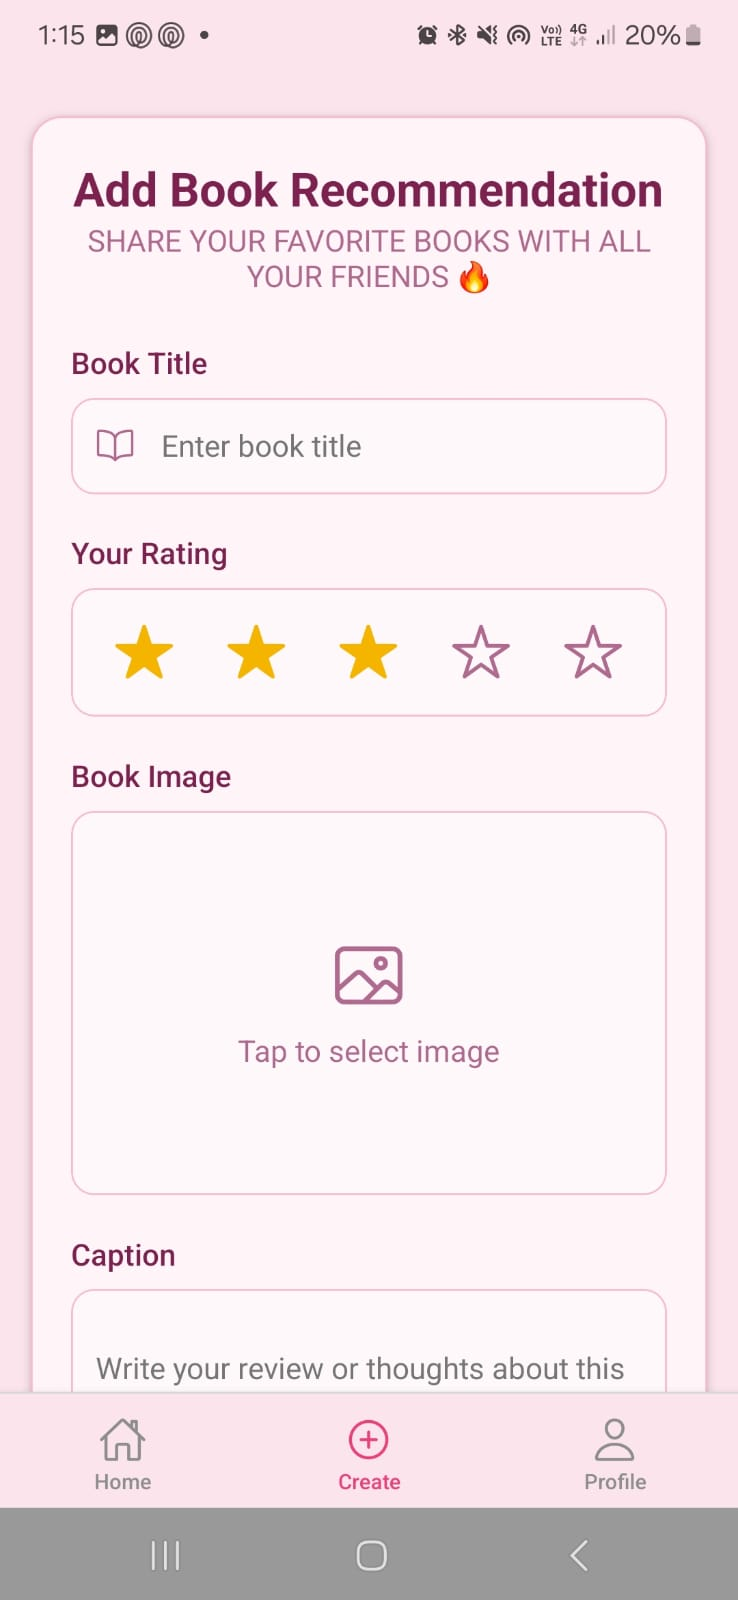 1:15
Vo)) LTE 4G 20%
Add Book Recommendation
SHARE YOUR FAVORITE BOOKS WITH ALL
YOUR FRIENDS 🔥
Book Title
Enter book title
Your Rating
Book Image
Tap to select image
Caption
Write your review or thoughts about this
Home Create Profile